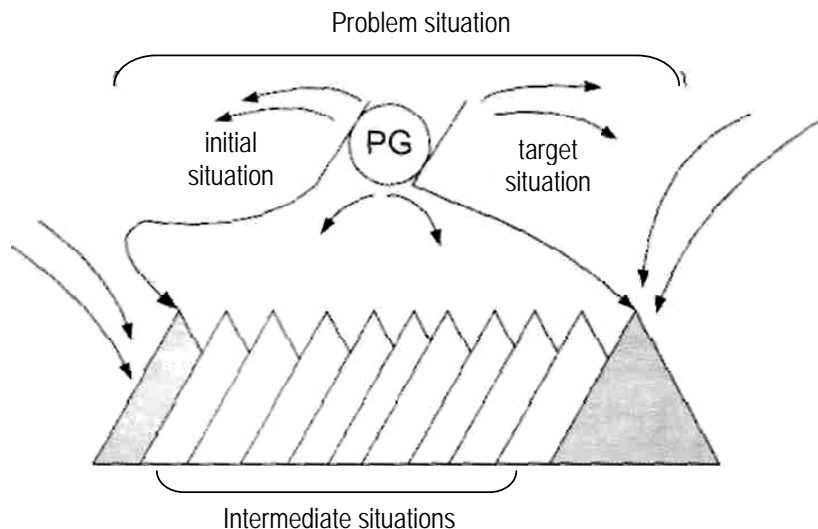 Problem situation
initial
situation
PG
target
situation
Intermediate situations